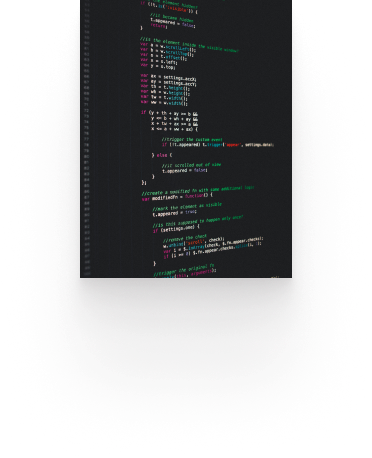 if (!t.is(':visible')) {
//it became hidden
t.appeared = false;
return;
}
//is the element inside the visible window?
var a = w.scrollLeft();
var b = w.scrollTop();
var o = t.offset();
var x = o.left;
var y = o.top;
var ax = settings.accX;
var ay = settings.accY;
var th = t.height();
var wh = w.height();
var tw = t.width();
var ww = w.width();
if (y + th + ay >= b &&
y <= b + wh + ay &&
x + tw + ax >= a &&
x <= a + ww + ax) {
//trigger the custom event
if (!t.appeared) t.trigger('appear', settings.data);
} else {
//it scrolled out of view
t.appeared = false;
}
};
//create a modified fn with some additional logic
var modifiedFn = function() {
//mark the element as visible
t.appeared = true;
//is this supposed to happen only once?
if (settings.one) {
//remove the check
w.unbind('scroll', check);
var i = $.inArray(check, $.fn.appear.checks);
if (i >= 0) $.fn.appear.checks.splice(i, 1);
}
//trigger the original fn